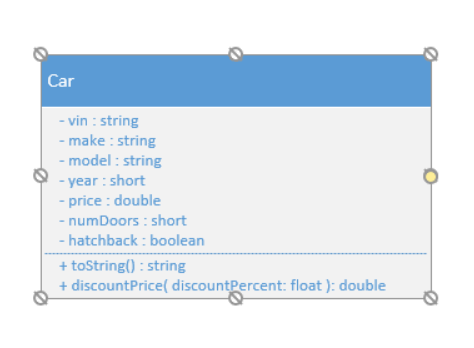 Car
- vin : string
- make : string
- model : string
- year : short
- price : double
- numDoors : short
- hatchback : boolean
+ toString() : string
+ discountPrice( discountPercent: float ): double